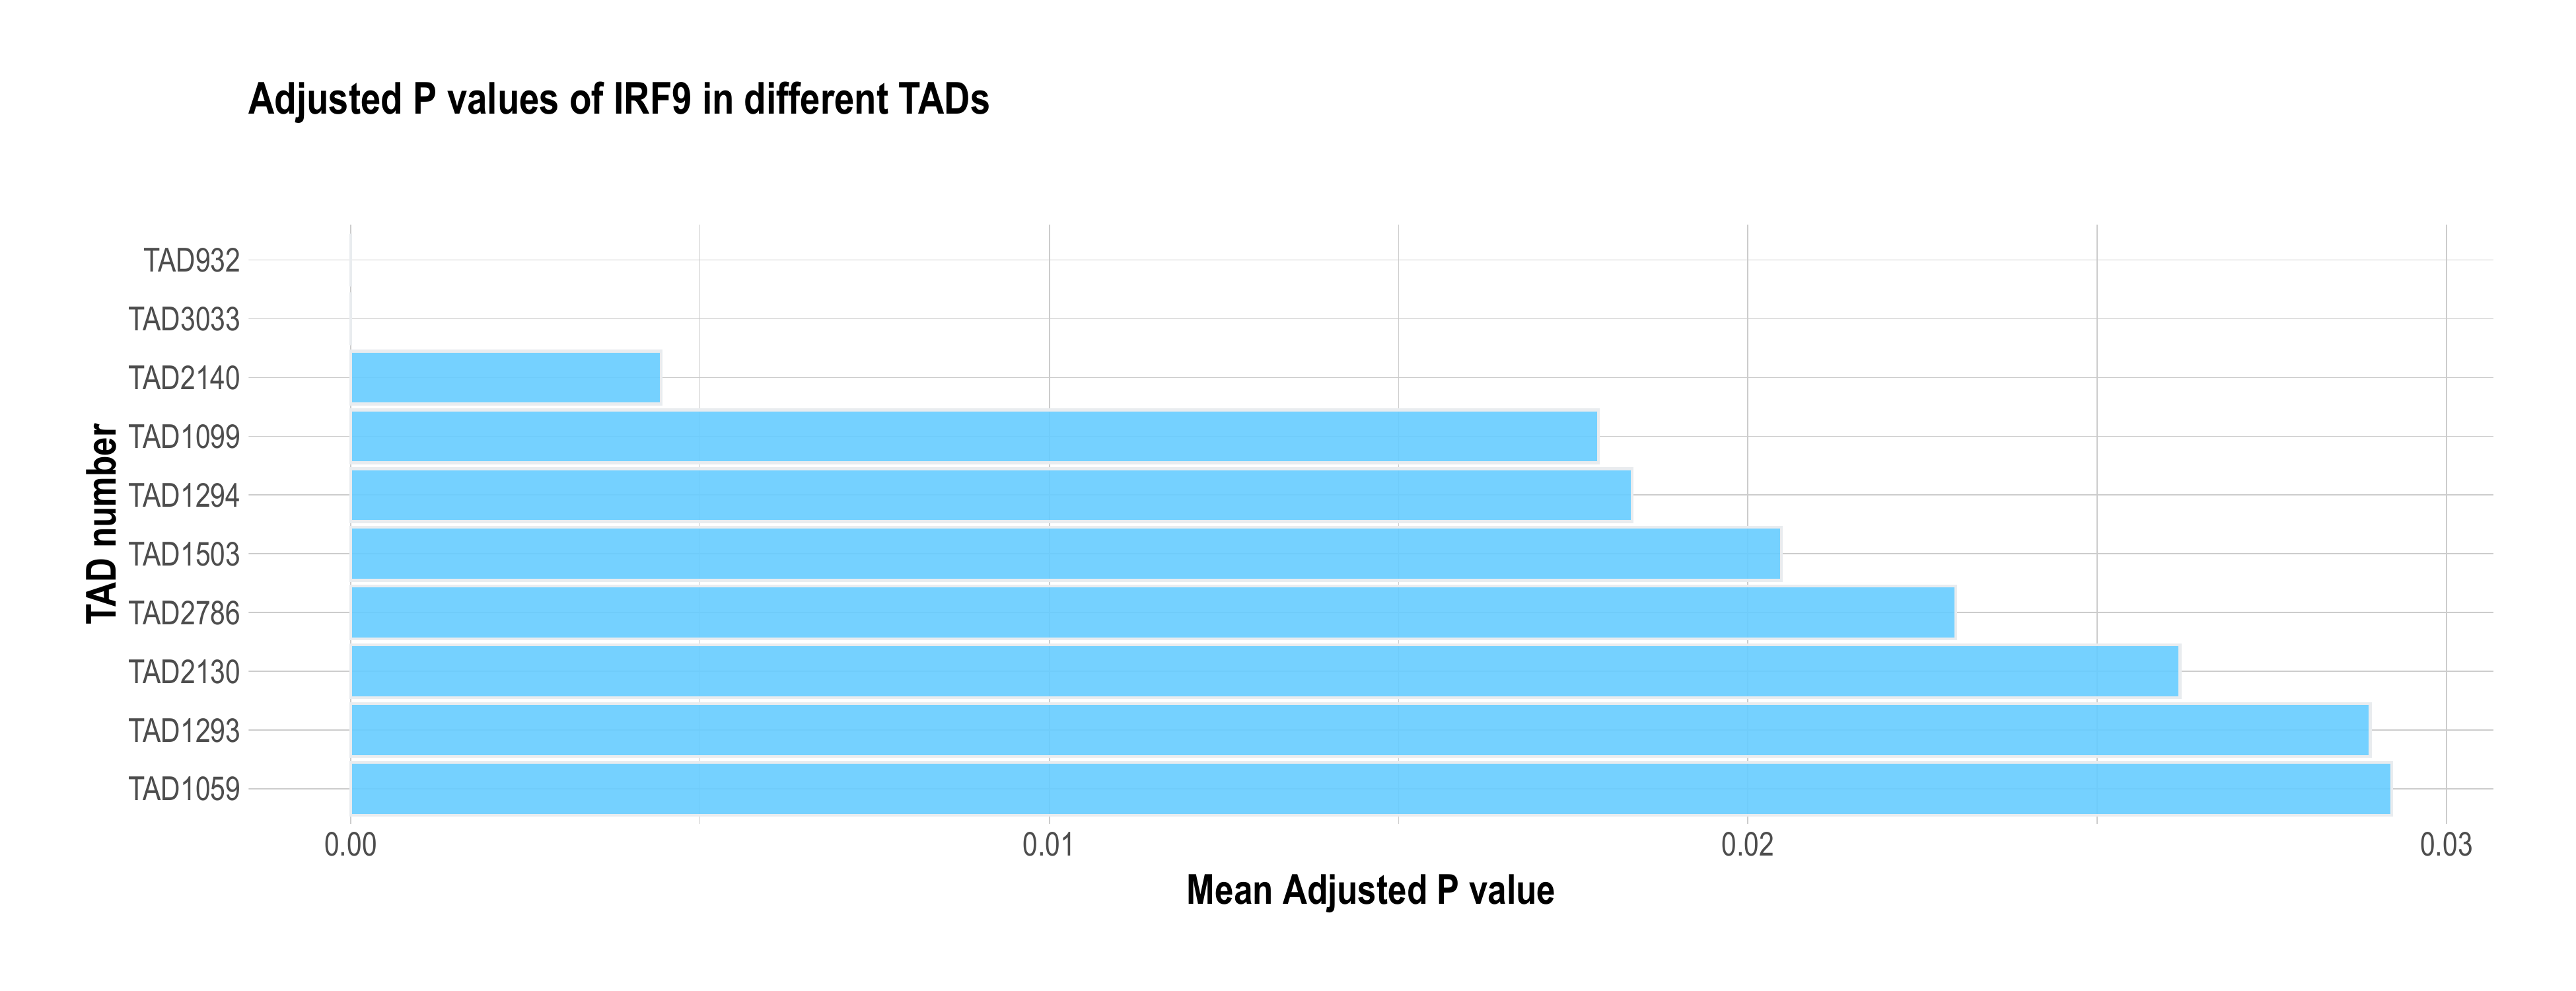 Adjusted P values of IRF9 in different TADs
TAD number
TAD932
TAD3033
TAD2140
TAD1099
TAD1294
TAD1503
TAD2786
TAD2130
TAD1293
TAD1059
0.00 0.01 0.02 0.03
Mean Adjusted P value